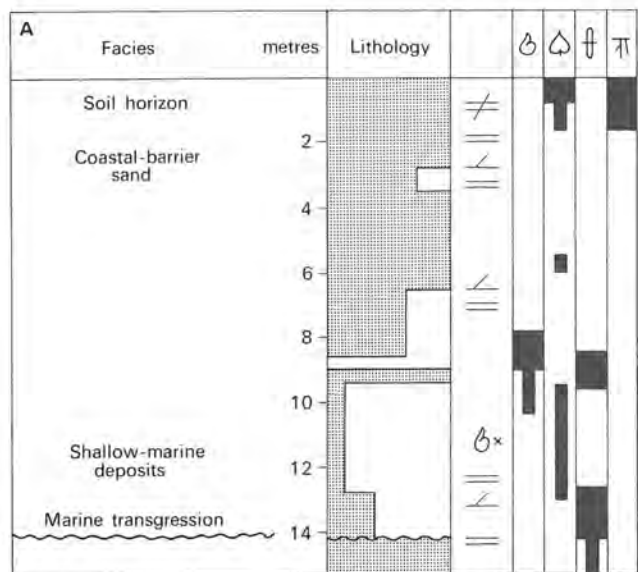 A
Facies metres Lithology
Soil horizon
2
Coastal-barrier
sand
4
6
8
10
Shallow-marine
deposits
12
Marine transgression
14